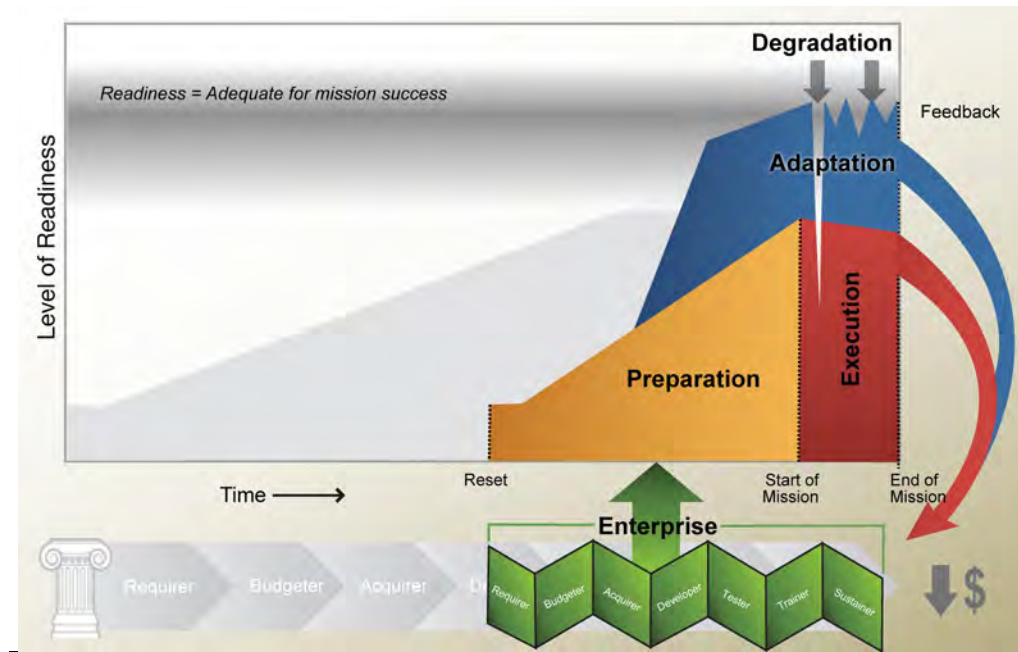 Degradation
Readiness = Adequate for mission success
Feedback
Adaptation
Level of Readiness
Execution
Preparation
Reset
Start of
Mission
End of
Mission
Time
Enterprise
Requirer
Budgeter
Acquirer
De
Requirer
Budgeter
Acquirer
Developer
Tester
Trainer
Sustainer
$